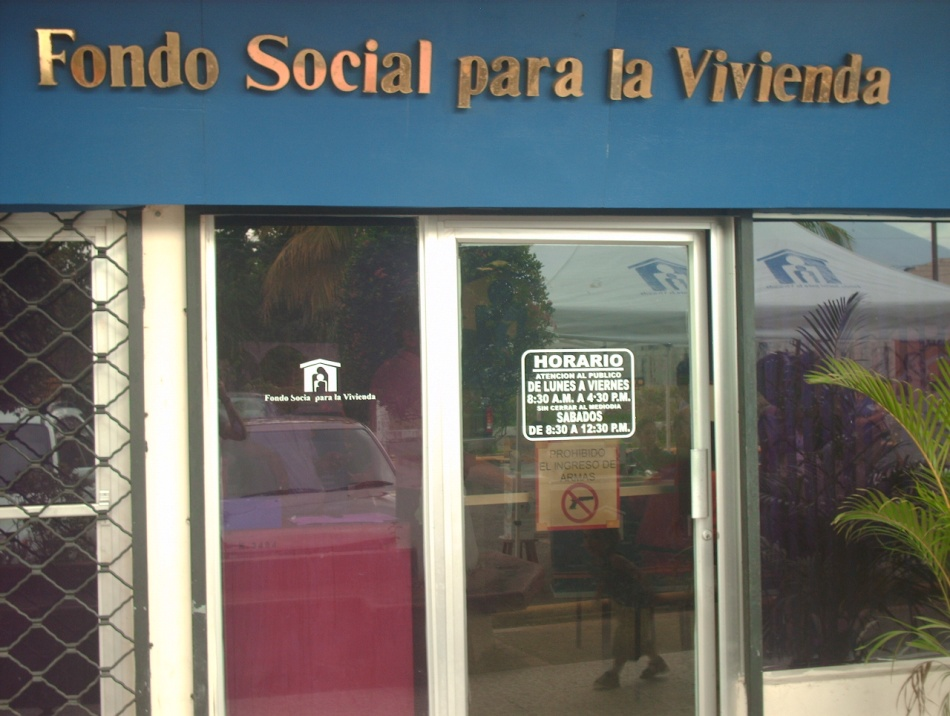 Fondo Social para la Vivienda
Fondo Socia para la Vivienda
HORARIO
ATENCION AL PUBLICO
DE LUNES A VIERNES
8:30 A.M. A 4:30 P.M.
SIN CERRAR AL MEDIODIA
SABADOS
DE 8:30 A 12:30 P.M.
PROHIBIDO
EL INGRESO DE
ARMAS